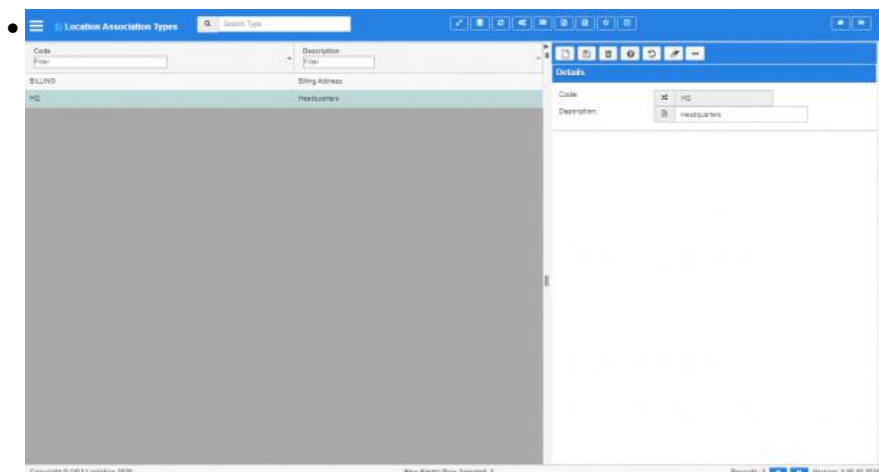 Location Association Types Search Type
Code Description
Filter Filter
BILLING Billing Address
HQ Headquarters
Details
Code: HQ
Description: Headquarters